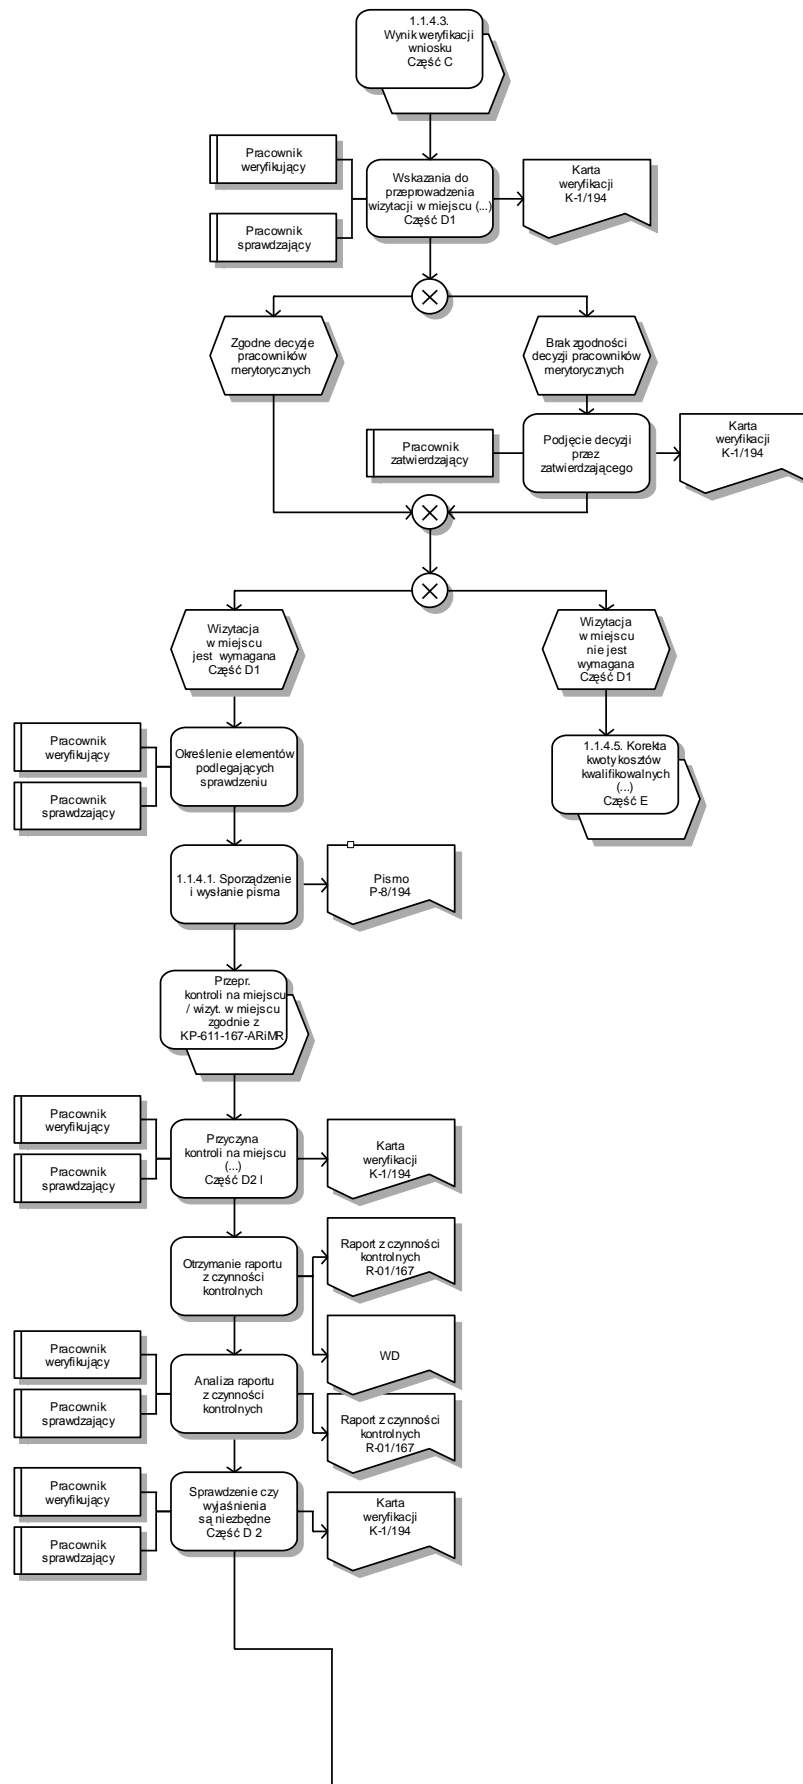 1.1.4.3.
Wynik weryfikacji
wniosku
Część C
Pracownik
weryfikujący
Wskazania do
przeprowadzenia
wizytacji w miejscu (...)
Część D1
Karta
weryfikacji
K-1/194
Pracownik
sprawdzający
Zgodne decyzje
pracowników
merytorycznych
Brak zgodności
decyzji pracowników
merytorycznych
Pracownik
zatwierdzający
Podjęcie decyzji
przez
zatwierdzającego
Karta
weryfikacji
K-1/194
Wizytacja
w miejscu
jest wymagana
Część D1
Wizytacja
w miejscu
nie jest
wymagana
Część D1
Pracownik
weryfikujący
Pracownik
sprawdzający
Określenie elementów
podlegających
sprawdzeniu
1.1.4.5. Korekta
kwoty kosztów
kwalifikowalnych
(...)
Część E
1.1.4.1. Sporządzenie
i wysłanie pisma
Pismo
P-8/194
Przepr.
kontroli na miejscu
/ wizyt. w miejscu
zgodnie z
KP-611-167-ARiMR
Pracownik
weryfikujący
Pracownik
sprawdzający
Przyczyna
kontroli na miejscu
(...)
Część D2 I
Karta
weryfikacji
K-1/194
Otrzymanie raportu
z czynności
kontrolnych
Raport z czynności
kontrolnych
R-01/167
WD
Pracownik
weryfikujący
Pracownik
sprawdzający
Analiza raportu
z czynności
kontrolnych
Raport z czynności
kontrolnych
R-01/167
Pracownik
weryfikujący
Pracownik
sprawdzający
Sprawdzenie czy
wyjaśnienia
są niezbędne
Część D 2
Karta
weryfikacji
K-1/194